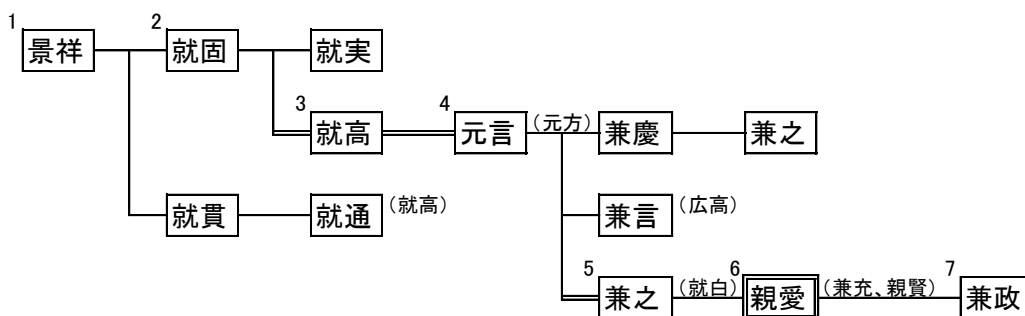 1 景祥 2 就固 就実
3 就高 4 元言 (元方) 兼慶 兼之
就貫 就通 (就高) 兼言 (広高)
5 兼之 (就白) 6 親愛 (兼充、親賢) 7 兼政